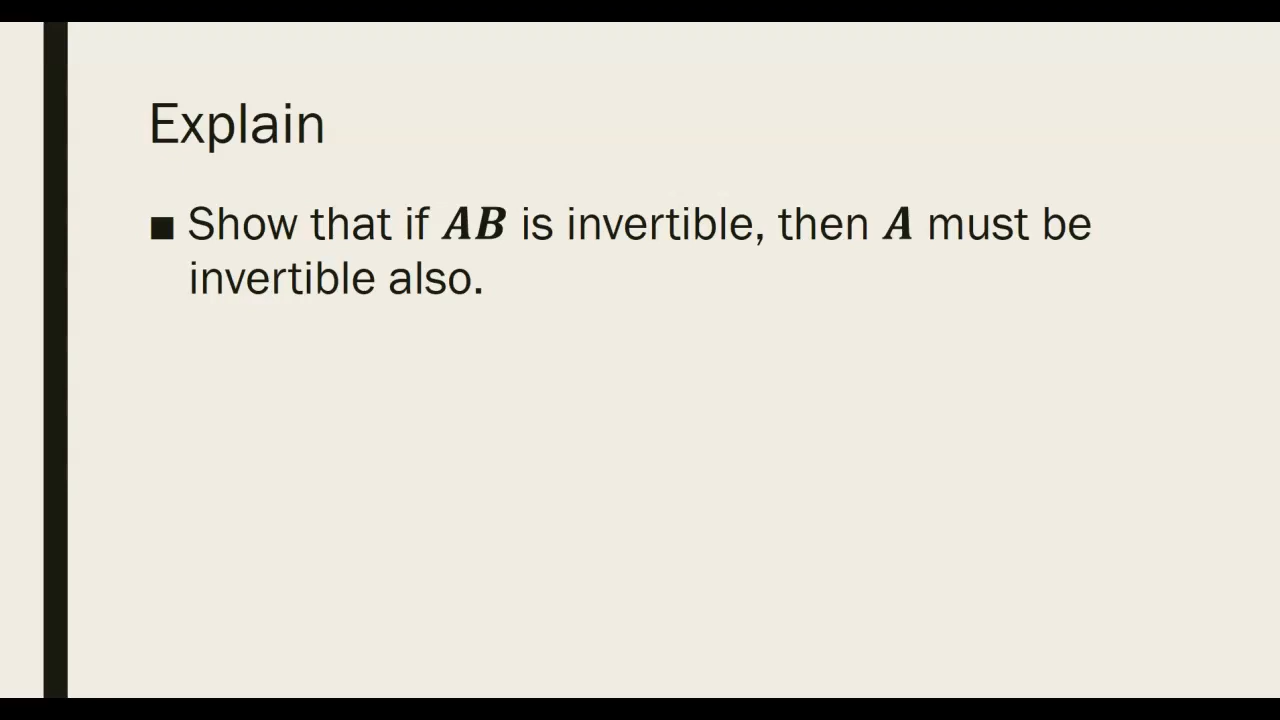 Explain
■ Show that if AB is invertible, then A must be
invertible also.